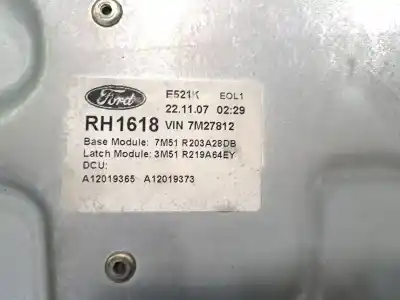 Ford E521K EOL1
22.11.07 02:29
RH1618 VIN 7M27812
Base Module: 7M51 R203A28DB
Latch Module: 3M51 R219A64EY
DCU:
A12019365 A12019373